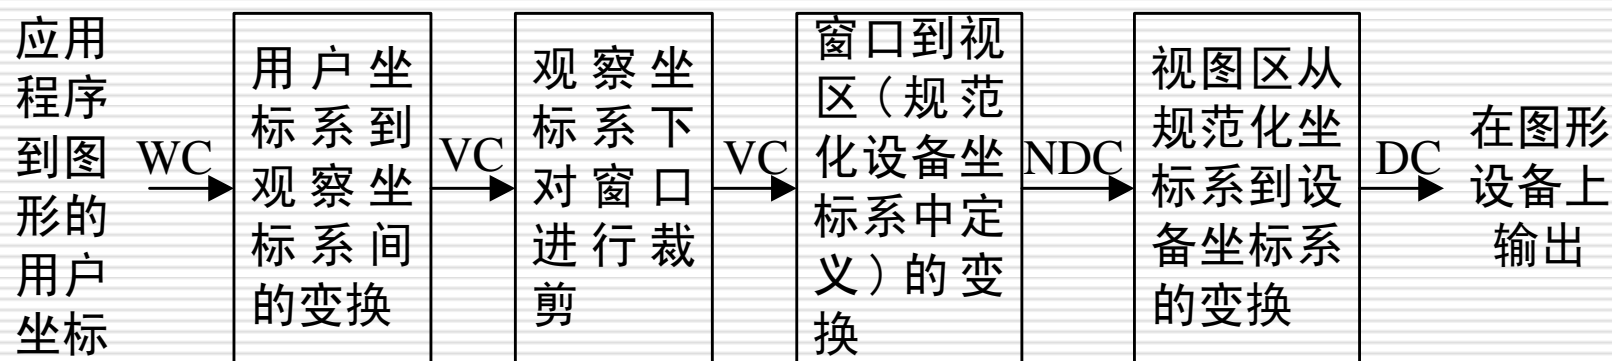 应用
程序
到图
形的
用户
坐标
WC
用户坐
标系到
观察坐
标系间
的变换
VC
观察坐
标系下
对窗口
进行裁
剪
VC
窗口到视
区（规范
化设备坐
标系中定
义）的变
换
NDC
视图区从
规范化坐
标系到设
备坐标系
的变换
DC
在图形
设备上
输出